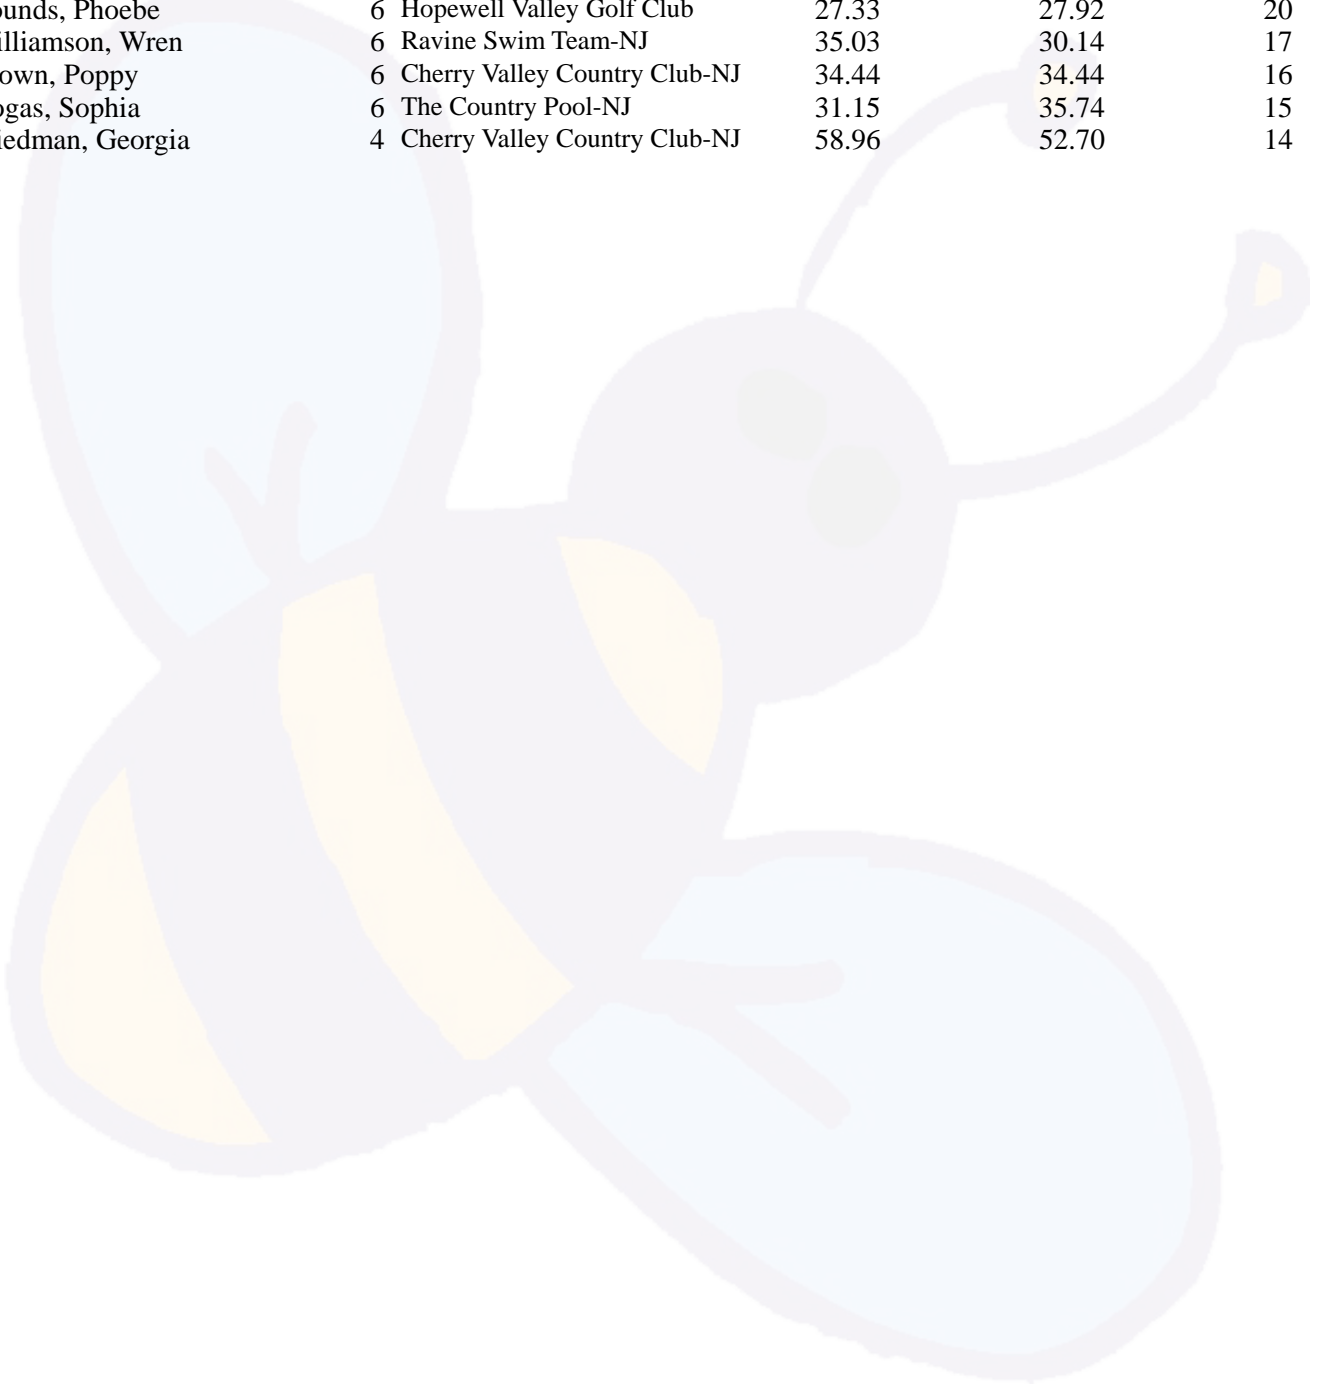 ounds, Phoebe 6 Hopewell Valley Golf Club 27.33 27.92 20
illiamson, Wren 6 Ravine Swim Team-NJ 35.03 30.14 17
own, Poppy 6 Cherry Valley Country Club-NJ 34.44 34.44 16
ogas, Sophia 6 The Country Pool-NJ 31.15 35.74 15
iedman, Georgia 4 Cherry Valley Country Club-NJ 58.96 52.70 14